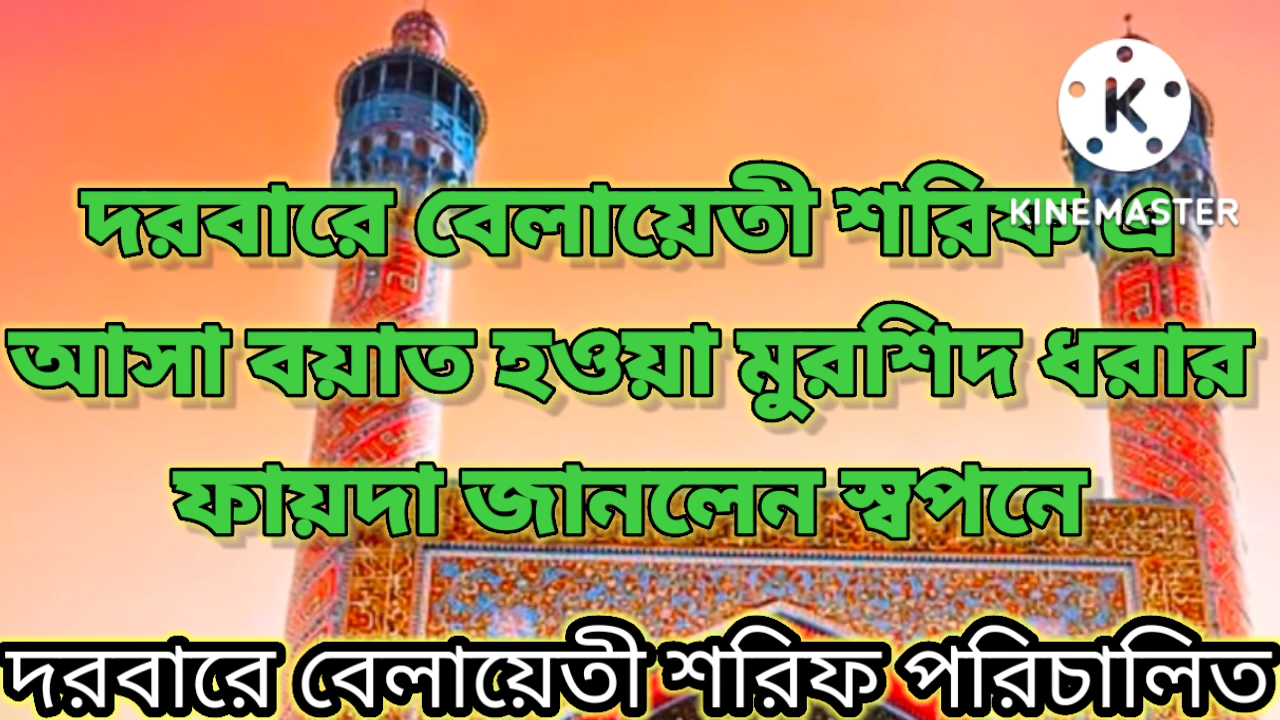 দরবারে বেলায়েতী শরিফ এ
KINEMASTER
আসা বয়াত হওয়া মুরশিদ ধরার
ফায়দা জানলেন স্বপনে
দরবারে বেলায়েতী শরিফ পরিচালিত